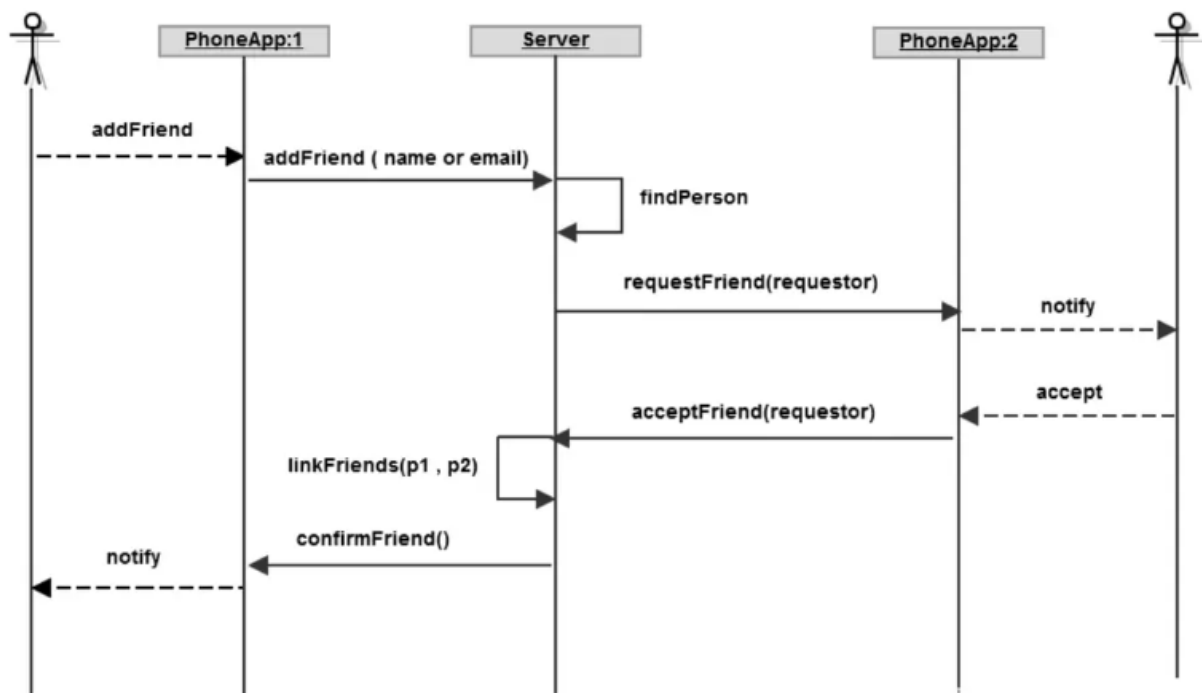 PhoneApp:1
Server
PhoneApp:2
addFriend
addFriend ( name or email)
findPerson
requestFriend(requestor)
notify
accept
acceptFriend(requestor)
linkFriends(p1 , p2)
confirmFriend()
notify